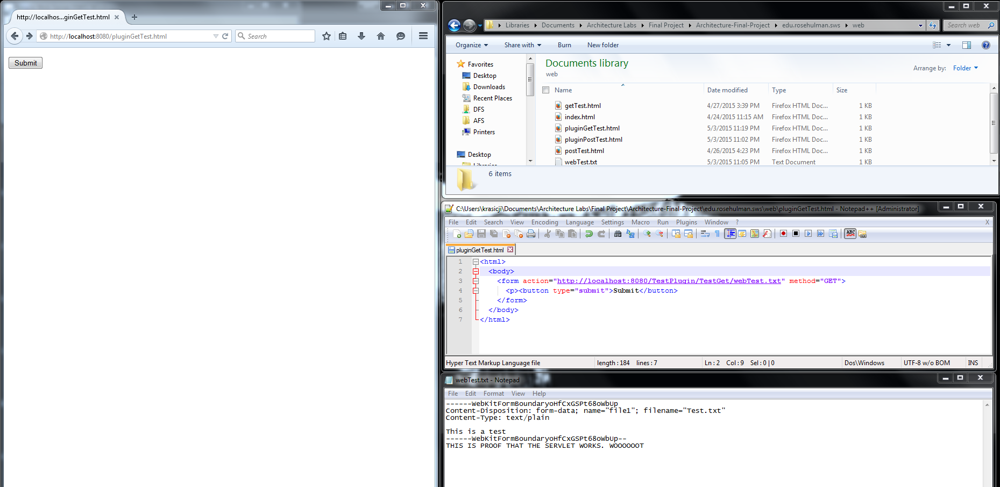 http://localhos...ginGetTest.html
http://localhost:8080/pluginGetTest.html
Search
Submit
Libraries Documents Architecture Labs Final Project Architecture-Final-Project edu.rosehulman.sws web
Search web
Organize Share with Burn New folder
Favorites
Desktop
Downloads
Recent Places
DFS
AFS
Printers
Desktop
Libraries
Documents library
web
Arrange by: Folder
Name Date modified Type Size
getTest.html 4/27/2015 3:39 PM Firefox HTML Doc... 1 KB
index.html 4/24/2015 11:15 AM Firefox HTML Doc... 1 KB
pluginGetTest.html 5/3/2015 11:19 PM Firefox HTML Doc... 1 KB
pluginPostTest.html 5/3/2015 11:02 PM Firefox HTML Doc... 1 KB
postTest.html 4/26/2015 4:23 PM Firefox HTML Doc... 1 KB
webTest.txt 5/3/2015 11:05 PM Text Document 1 KB
6 items
C:\Users\krasicji\Documents\Architecture Labs\Final Project\Architecture-Final-Project\edu.rosehulman.sws\web\pluginGetTest.html - Notepad++ [Administrator]
File Edit Search View Encoding Language Settings Macro Run Plugins Window ? X
ABC
pluginGetTest.html
1 <html>
2 <body>
3 <form action="http://localhost:8080/TestPlugin/TestGet/webTest.txt" method="GET">
4 <p><button type="submit">Submit</button>
5 </form>
6 </body>
7 </html>
Hyper Text Markup Language file length : 184 lines : 7 Ln : 2 Col : 9 Sel : 0 | 0 Dos\Windows UTF-8 w/o BOM INS
webTest.txt - Notepad
File Edit Format View Help
------WebKitFormBoundaryoHfCxGSPt68oWbUp
Content-Disposition: form-data; name="file1"; filename="Test.txt"
Content-Type: text/plain
This is a test
------WebKitFormBoundaryoHfCxGSPt68oWbUp--
THIS IS PROOF THAT THE SERVLET WORKS. WOOOOOOT